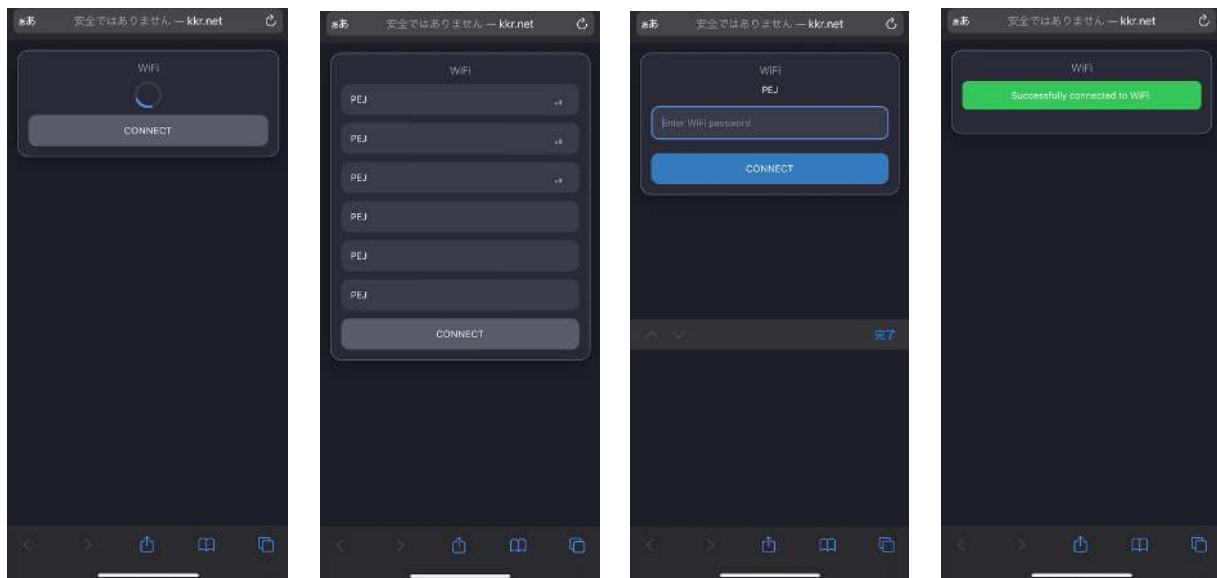 ぁあ 安全ではありません — kkr.net
WiFi
CONNECT
ぁあ 安全ではありません — kkr.net
WiFi
PEJ
PEJ
PEJ
PEJ
PEJ
PEJ
CONNECT
ぁあ 安全ではありません — kkr.net
WiFi
PEJ
Enter WiFi password
CONNECT
完了
ぁあ 安全ではありません — kkr.net
WiFi
Successfully connected to WiFi.